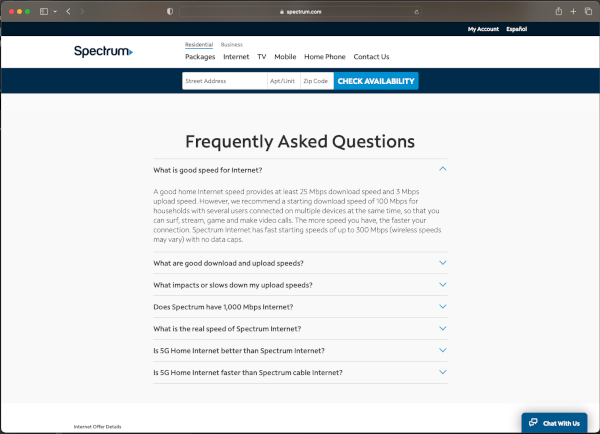 spectrum.com
My Account Español
Spectrum
Residential Business
Packages Internet TV Mobile Home Phone Contact Us
Street Address Apt/Unit Zip Code CHECK AVAILABILITY
Frequently Asked Questions
What is good speed for Internet?
A good home Internet speed provides at least 25 Mbps download speed and 3 Mbps
upload speed. However, we recommend a starting download speed of 100 Mbps for
households with several users connected on multiple devices at the same time, so that you
can surf, stream, game and make video calls. The more speed you have, the faster your
connection. Spectrum Internet has fast starting speeds of up to 300 Mbps (wireless speeds
may vary) with no data caps.
What are good download and upload speeds?
What impacts or slows down my upload speeds?
Does Spectrum have 1,000 Mbps Internet?
What is the real speed of Spectrum Internet?
Is 5G Home Internet better than Spectrum Internet?
Is 5G Home Internet faster than Spectrum cable Internet?
Internet Offer Details
Chat With Us